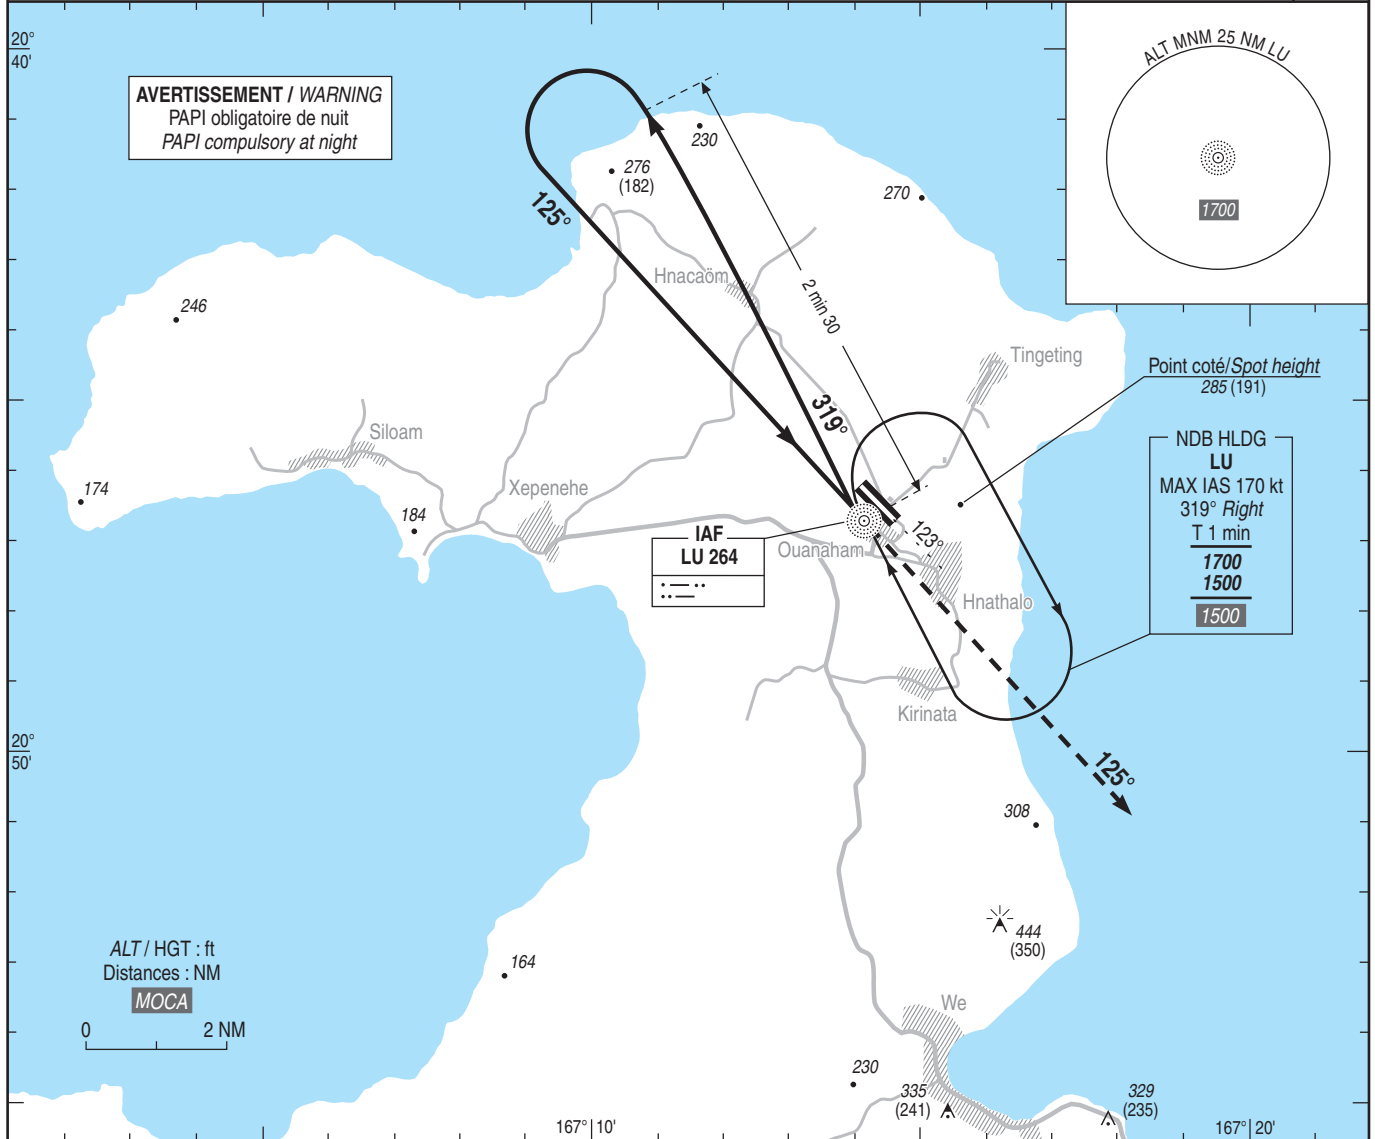 20°
40'
AVERTISSEMENT / WARNING
PAPI obligatoire de nuit
PAPI compulsory at night
ALT MNM 25 NM LU
1700
230
276
(182)
270
125°
Hnacaöm
246
2 min 30
Tingeting
Point coté/Spot height
285 (191)
319°
Siloam
NDB HLDG
LU
MAX IAS 170 kt
319° Right
T 1 min
1700
1500
1500
174
Xepenehe
184
IAF
LU 264
Ouanaham
123°
Hnathalo
Kirinata
20°
50'
125°
308
444
(350)
ALT / HGT : ft
Distances : NM
MOCA
0 2 NM
164
We
230
335
(241)
329
(235)
167° 10'
167° 20'